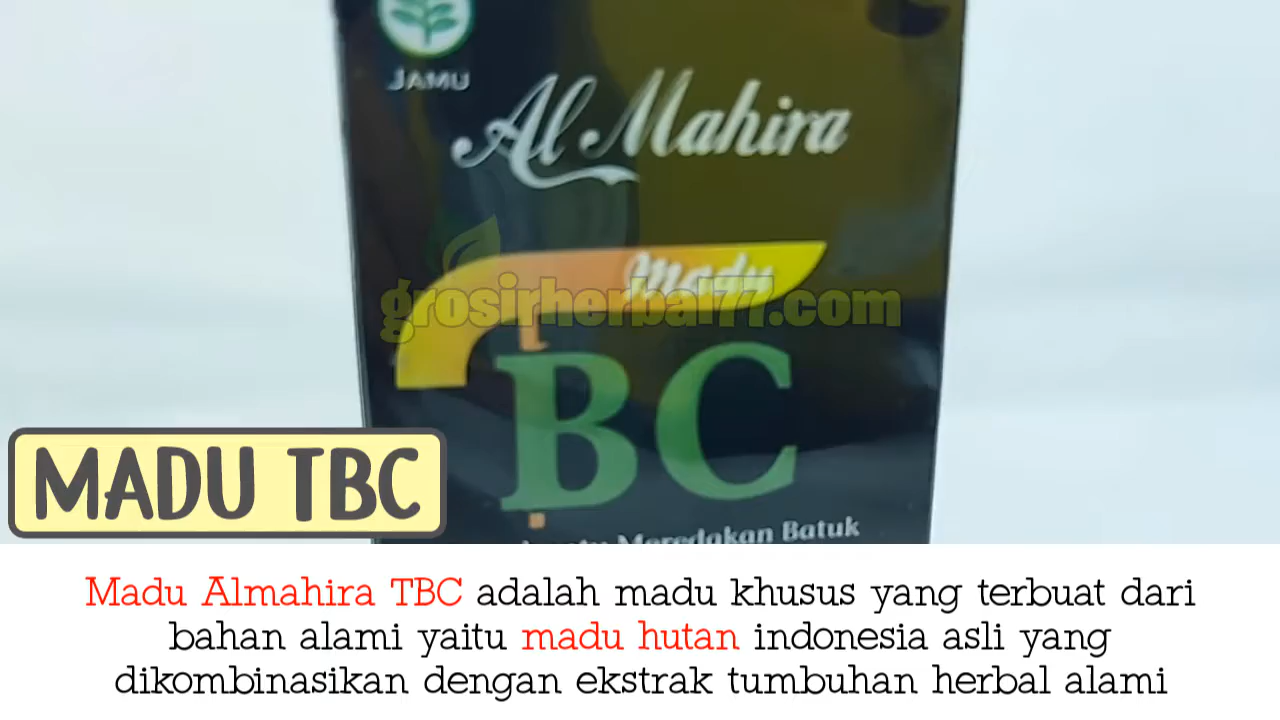 JAMU
Al Mahira
Madu
grosirherbal77.com
TBC
Meredakan Batuk
MADU TBC
Madu Almahira TBC adalah madu khusus yang terbuat dari
bahan alami yaitu madu hutan indonesia asli yang
dikombinasikan dengan ekstrak tumbuhan herbal alami